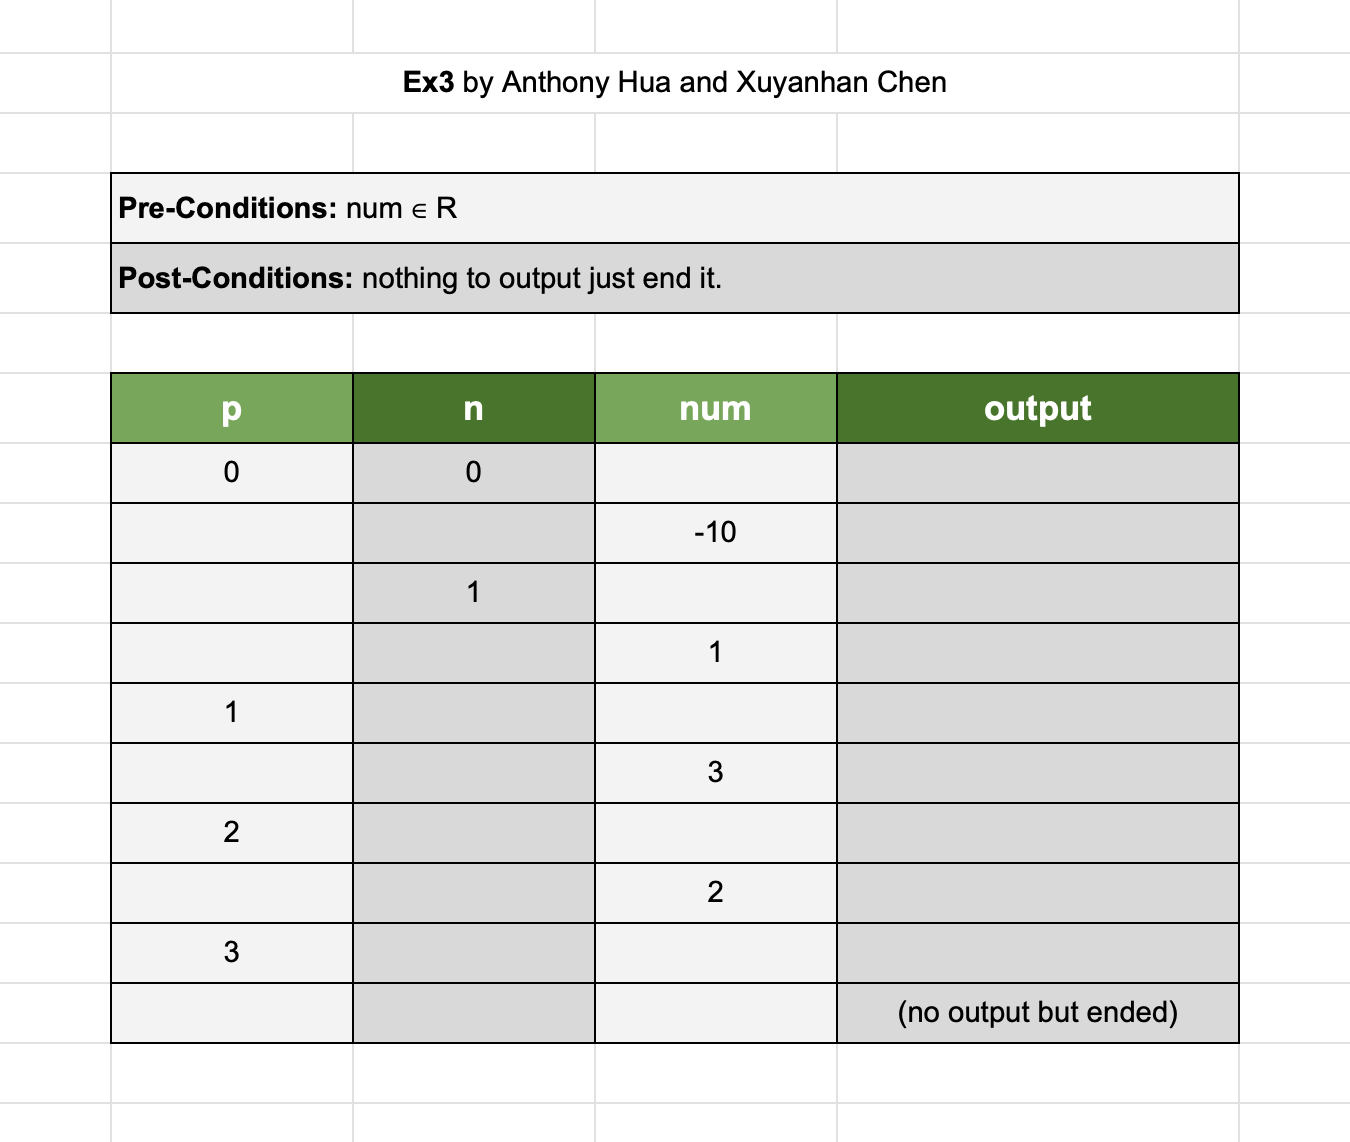 Ex3 by Anthony Hua and Xuyanhan Chen
Pre-Conditions: num ∈ R
Post-Conditions: nothing to output just end it.
p n num output
0 0
-10
1
1
1
3
2
2
3
(no output but ended)